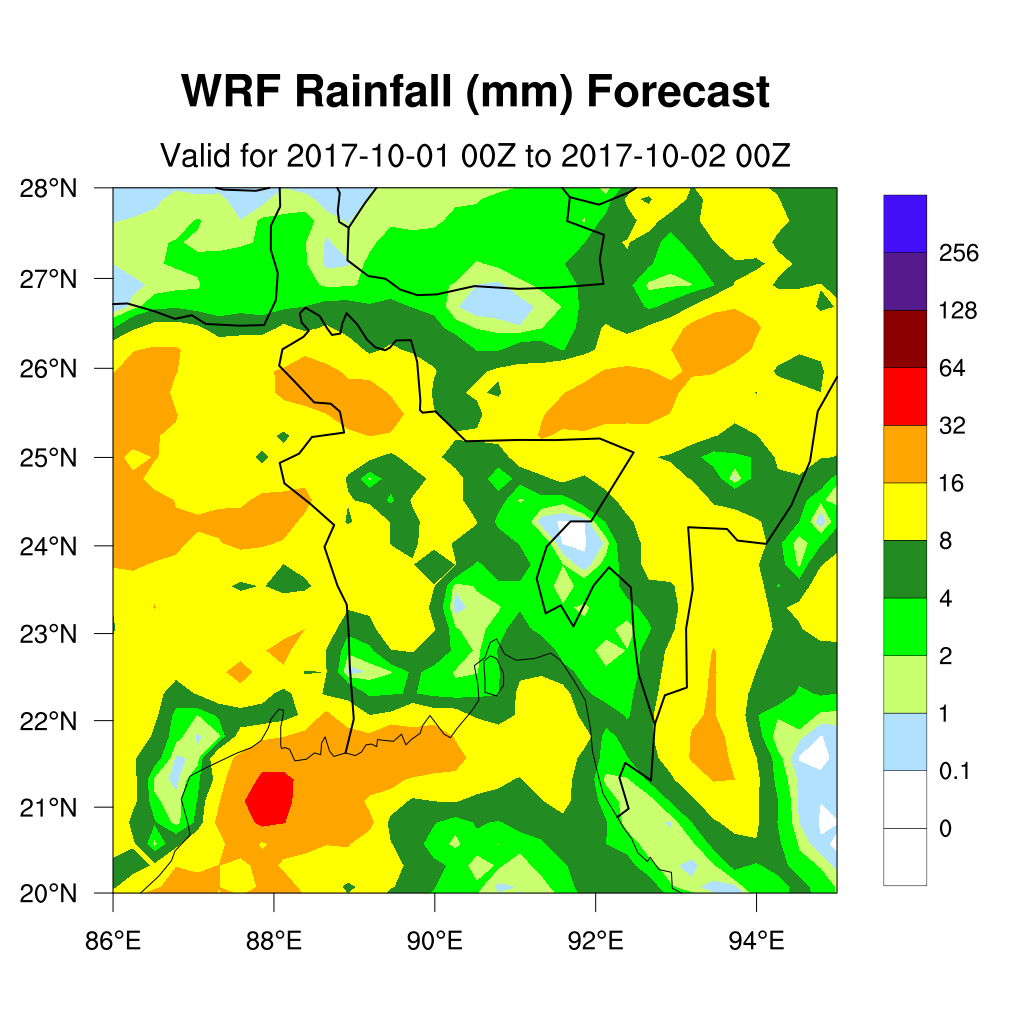 WRF Rainfall (mm) Forecast
Valid for 2017-10-01 00Z to 2017-10-02 00Z
28°N
27°N
26°N
25°N
24°N
23°N
22°N
21°N
20°N
86°E 88°E 90°E 92°E 94°E
256
128
64
32
16
8
4
2
1
0.1
0